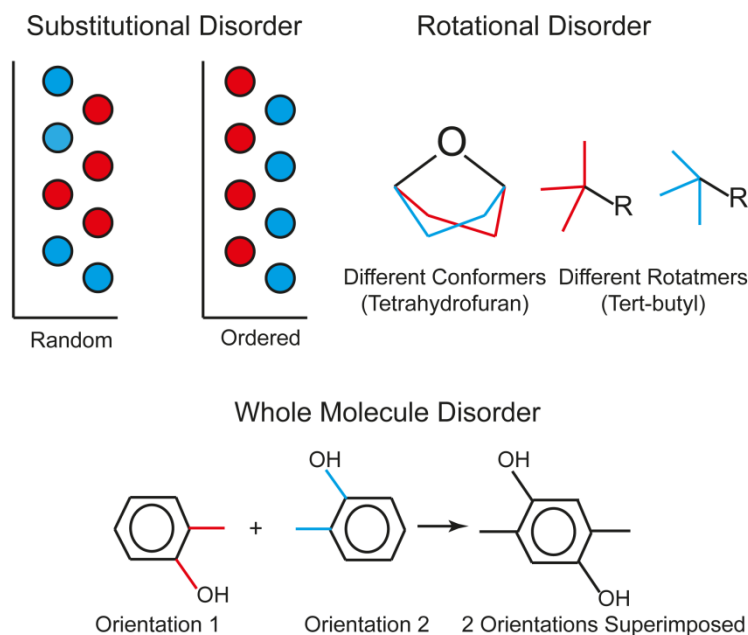 Substitutional Disorder
Rotational Disorder
O
R
R
Different Conformers
(Tetrahydrofuran)
Different Rotatmers
(Tert-butyl)
Random
Ordered
Whole Molecule Disorder
OH
+
OH
OH
OH
Orientation 1
Orientation 2
2 Orientations Superimposed